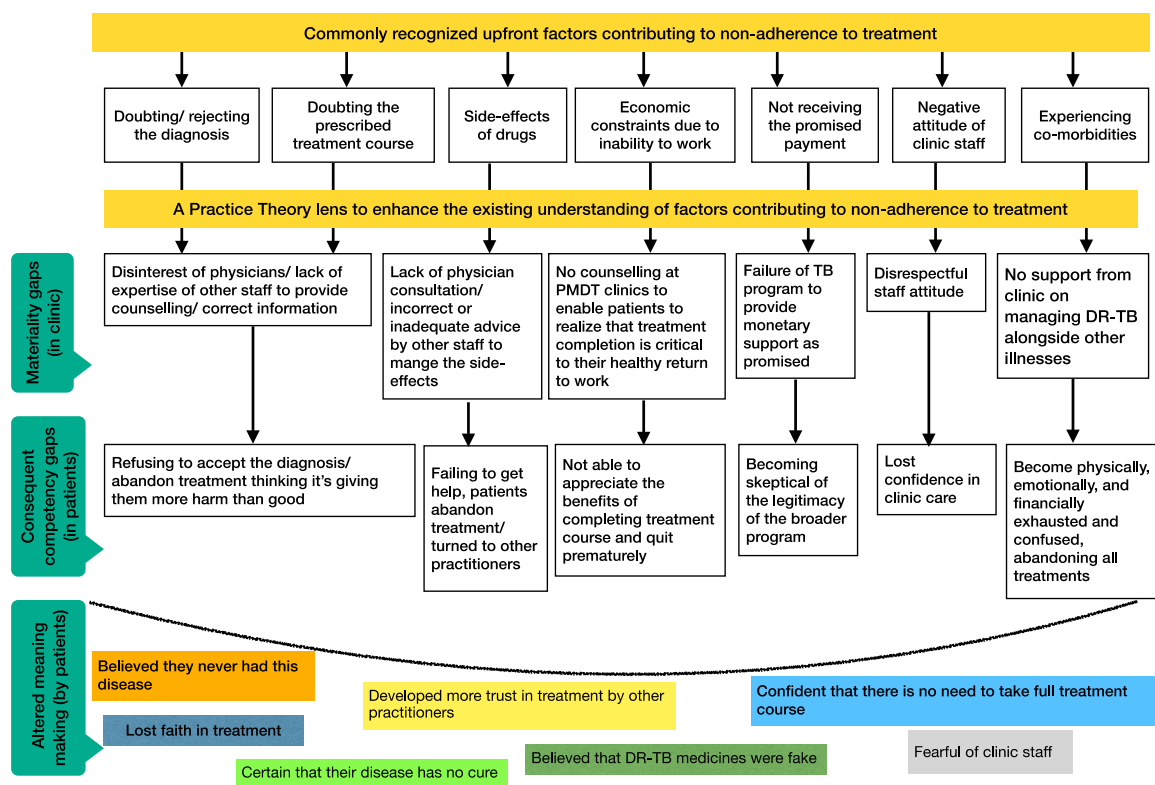 Commonly recognized upfront factors contributing to non-adherence to treatment
Doubting/ rejecting
the diagnosis
Doubting the
prescribed
treatment course
Side-effects
of drugs
Economic
constraints due to
inability to work
Not receiving
the promised
payment
Negative
attitude of
clinic staff
Experiencing
co-morbidities
A Practice Theory lens to enhance the existing understanding of factors contributing to non-adherence to treatment
Materiality gaps
(in clinic)
Disinterest of physicians/ lack of
expertise of other staff to provide
counselling/ correct information
Lack of physician
consultation/
incorrect or
inadequate advice
by other staff to
mange the side-
effects
No counselling at
PMDT clinics to
enable patients to
realize that treatment
completion is critical
to their healthy return
to work
Failure of TB
program to
provide
monetary
support as
promised
Disrespectful
staff attitude
No support from
clinic on
managing DR-TB
alongside other
illnesses
Consequent
competency gaps
(in patients)
Refusing to accept the diagnosis/
abandon treatment thinking it's giving
them more harm than good
Failing to get
help, patients
abandon
treatment/
turned to other
practitioners
Not able to
appreciate the
benefits of
completing treatment
course and quit
prematurely
Becoming
skeptical of
the legitimacy
of the broader
program
Lost
confidence in
clinic care
Become physically,
emotionally, and
financially
exhausted and
confused,
abandoning all
treatments
Altered meaning
making (by patients)
Believed they never had this
disease
Developed more trust in treatment by other
practitioners
Confident that there is no need to take full treatment
course
Lost faith in treatment
Believed that DR-TB medicines were fake
Fearful of clinic staff
Certain that their disease has no cure